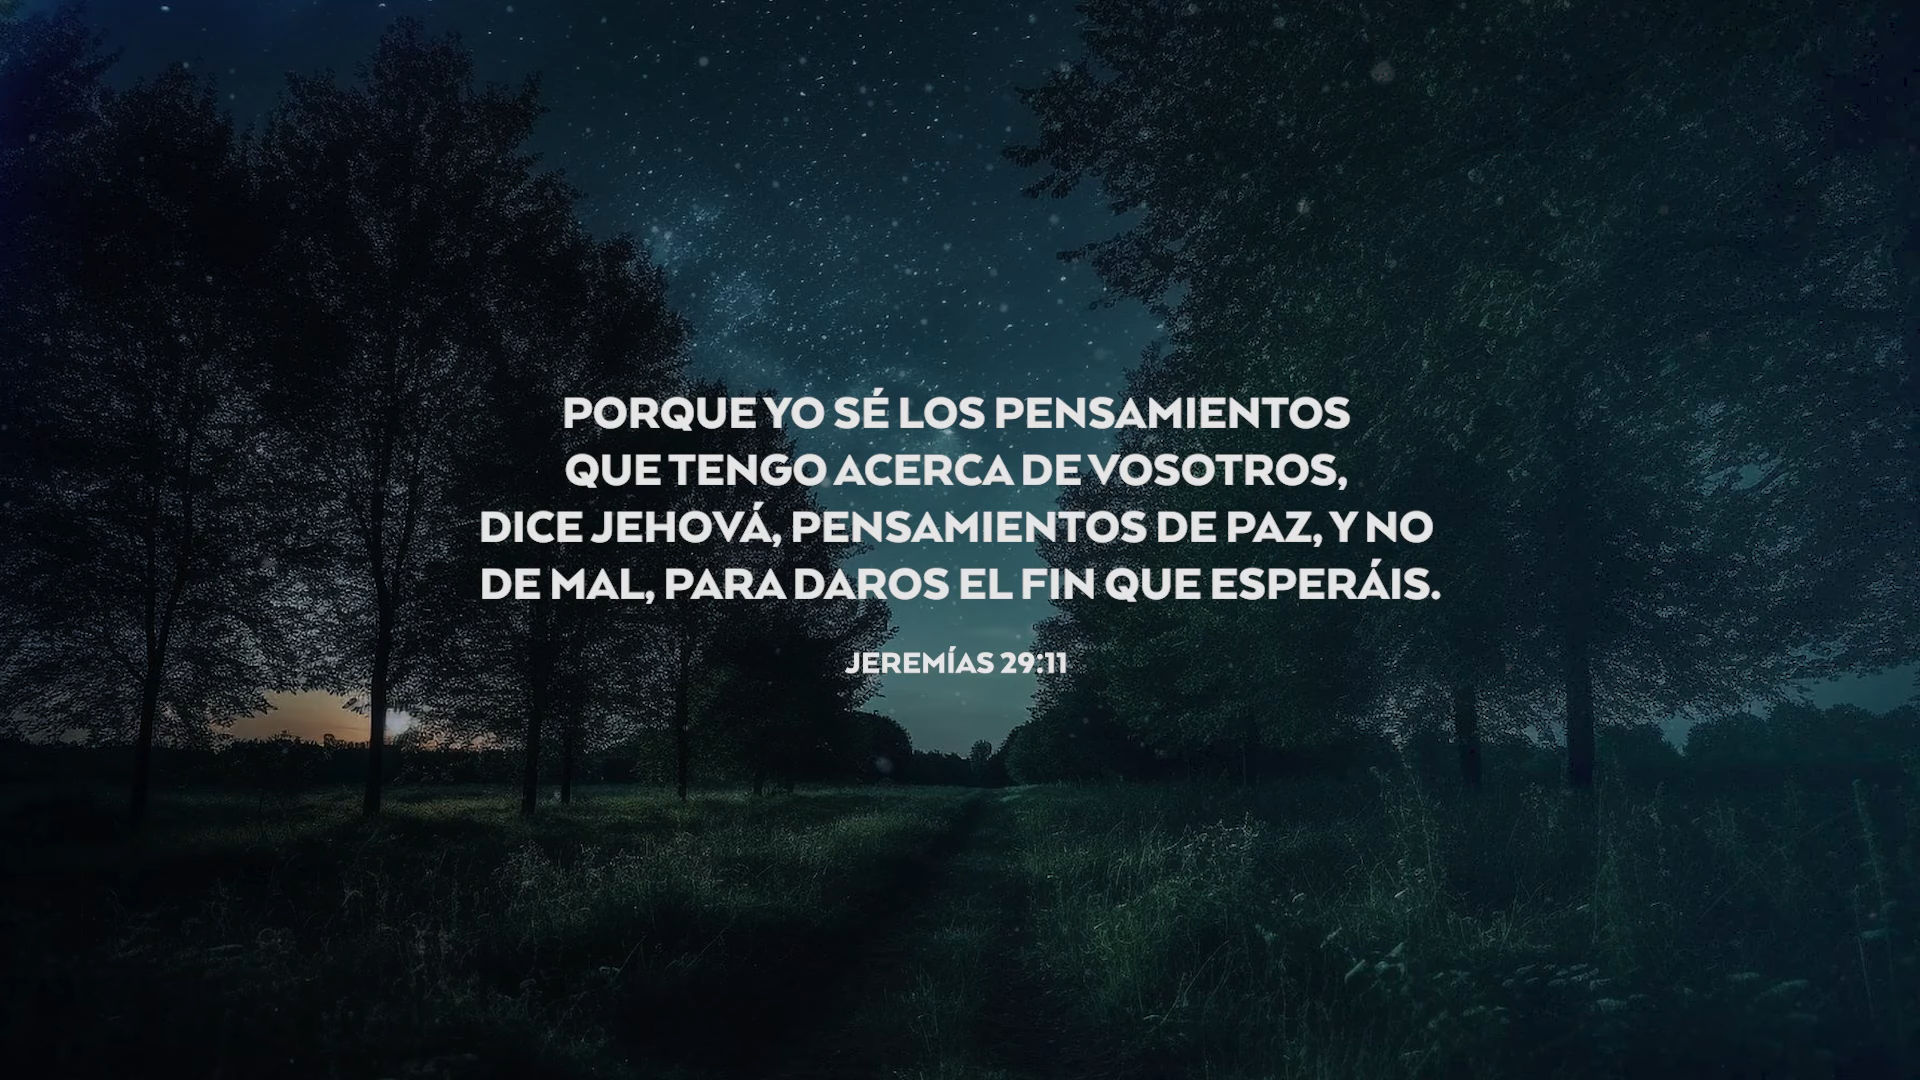 PORQUE YO SÉ LOS PENSAMIENTOS
QUE TENGO ACERCA DE VOSOTROS,
DICE JEHOVÁ, PENSAMIENTOS DE PAZ, Y NO
DE MAL, PARA DAROS EL FIN QUE ESPERÁIS.
JEREMÍAS 29:11